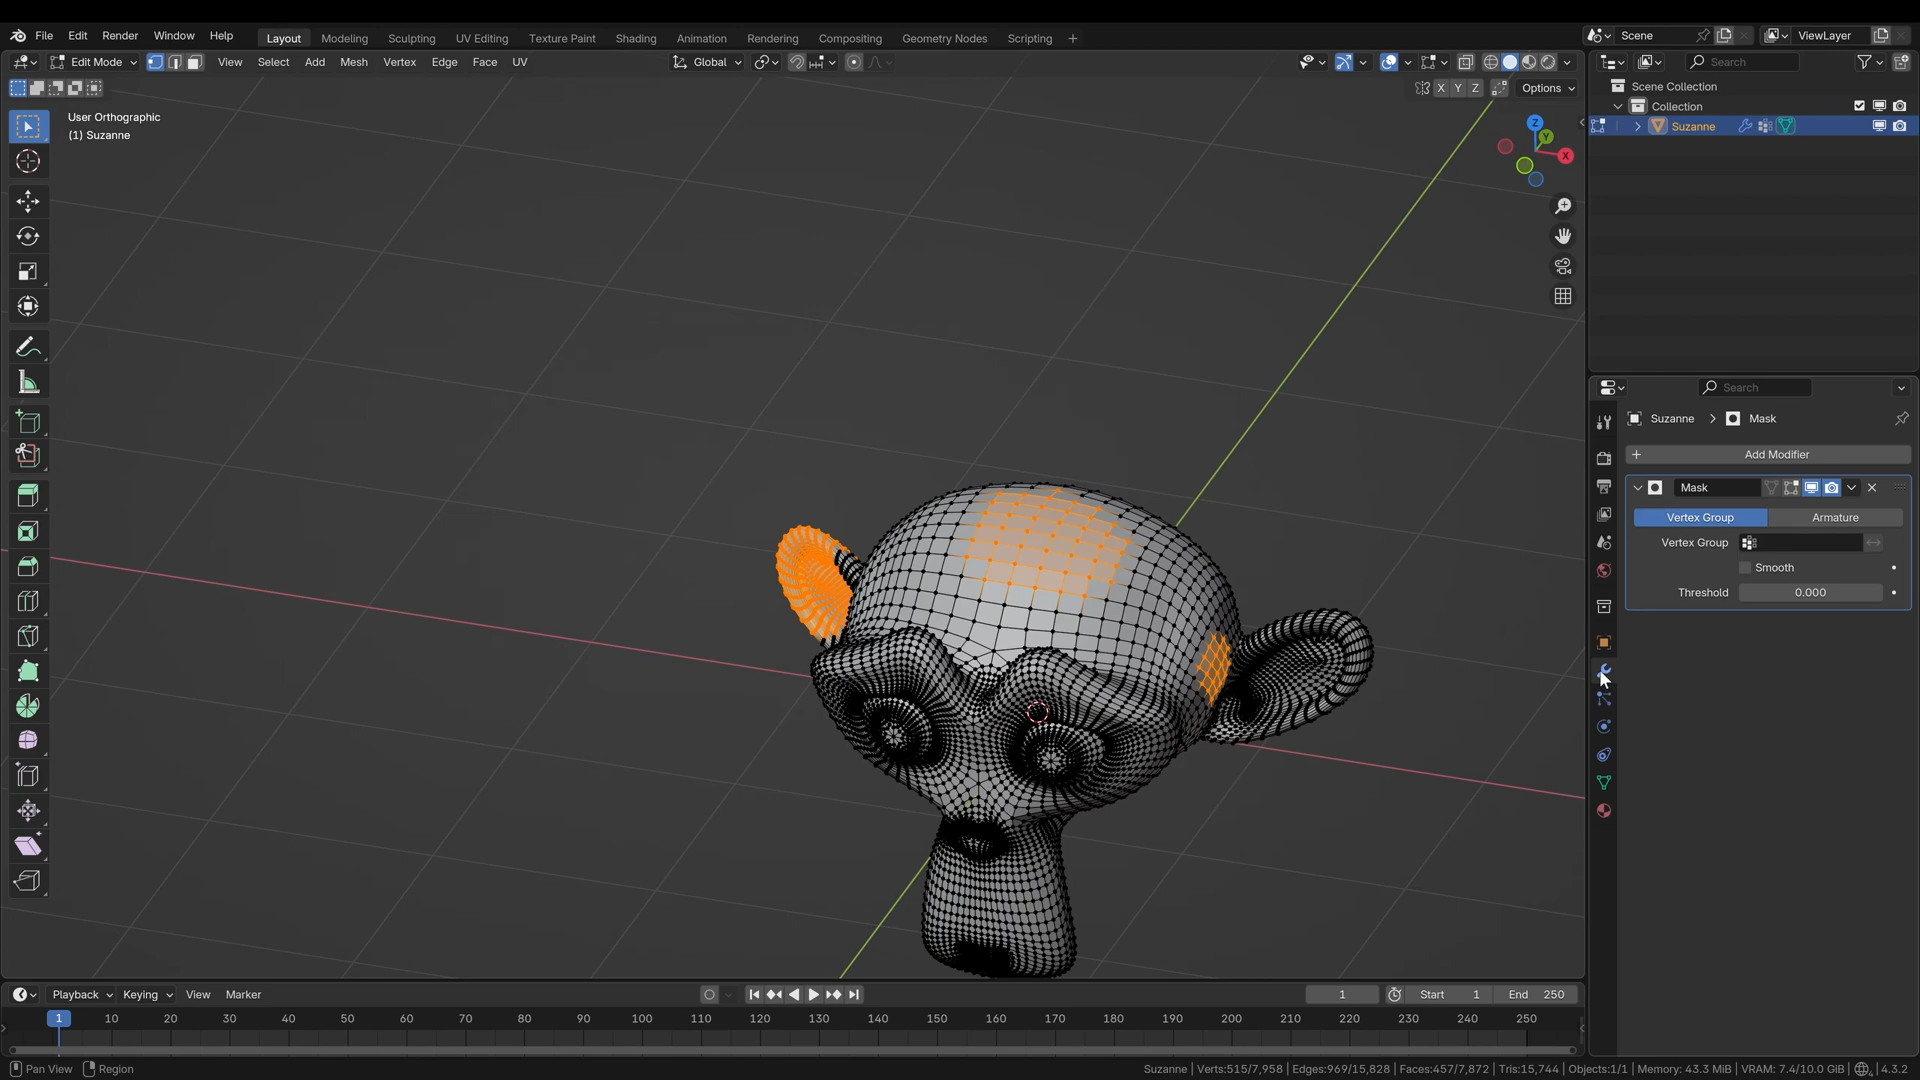 File Edit Render Window Help Layout Modeling Sculpting UV Editing Texture Paint Shading Animation Rendering Compositing Geometry Nodes Scripting + Scene ViewLayer
Edit Mode View Select Add Mesh Vertex Edge Face UV Global Search
X Y Z Options
Scene Collection
Collection
User Orthographic
(1) Suzanne
Suzanne
Z
Y
X
Search
Suzanne > Mask
+ Add Modifier
Mask
Vertex Group Armature
Vertex Group
Smooth
Threshold 0.000
Playback Keying View Marker 1 Start 1 End 250
1 10 20 30 40 50 60 70 80 90 100 110 120 130 140 150 160 170 180 190 200 210 220 230 240 250
Pan View Region Suzanne | Verts:515/7,958 | Edges:969/15,828 | Faces:457/7,872 | Tris:15,744 | Objects:1/1 | Memory: 43.3 MiB | VRAM: 7.4/10.0 GiB | 4.3.2